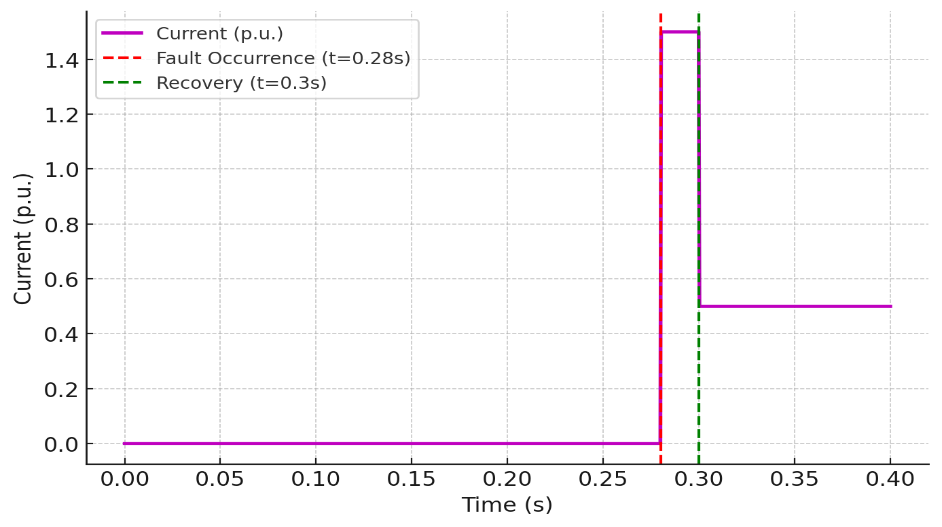 Current (p.u.)
Fault Occurrence (t=0.28s)
Recovery (t=0.3s)
Current (p.u.)
1.4
1.2
1.0
0.8
0.6
0.4
0.2
0.0
0.00 0.05 0.10 0.15 0.20 0.25 0.30 0.35 0.40
Time (s)